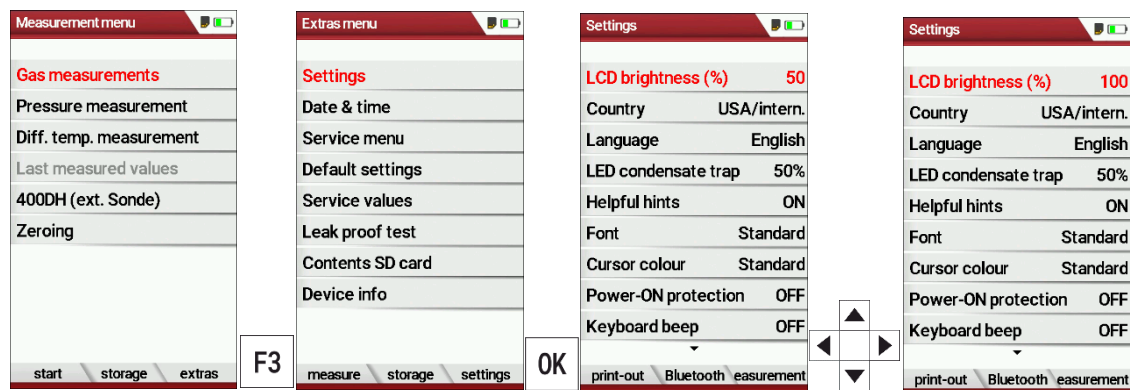 Measurement menu
Gas measurements
Pressure measurement
Diff. temp. measurement
Last measured values
400DH (ext. Sonde)
Zeroing
start storage extras
F3
Extras menu
Settings
Date & time
Service menu
Default settings
Service values
Leak proof test
Contents SD card
Device info
measure storage settings
OK
Settings
LCD brightness (%) 50
Country USA/intern.
Language English
LED condensate trap 50%
Helpful hints ON
Font Standard
Cursor colour Standard
Power-ON protection OFF
Keyboard beep OFF
print-out Bluetooth easurement
Settings
LCD brightness (%) 100
Country USA/intern.
Language English
LED condensate trap 50%
Helpful hints ON
Font Standard
Cursor colour Standard
Power-ON protection OFF
Keyboard beep OFF
print-out Bluetooth easurement